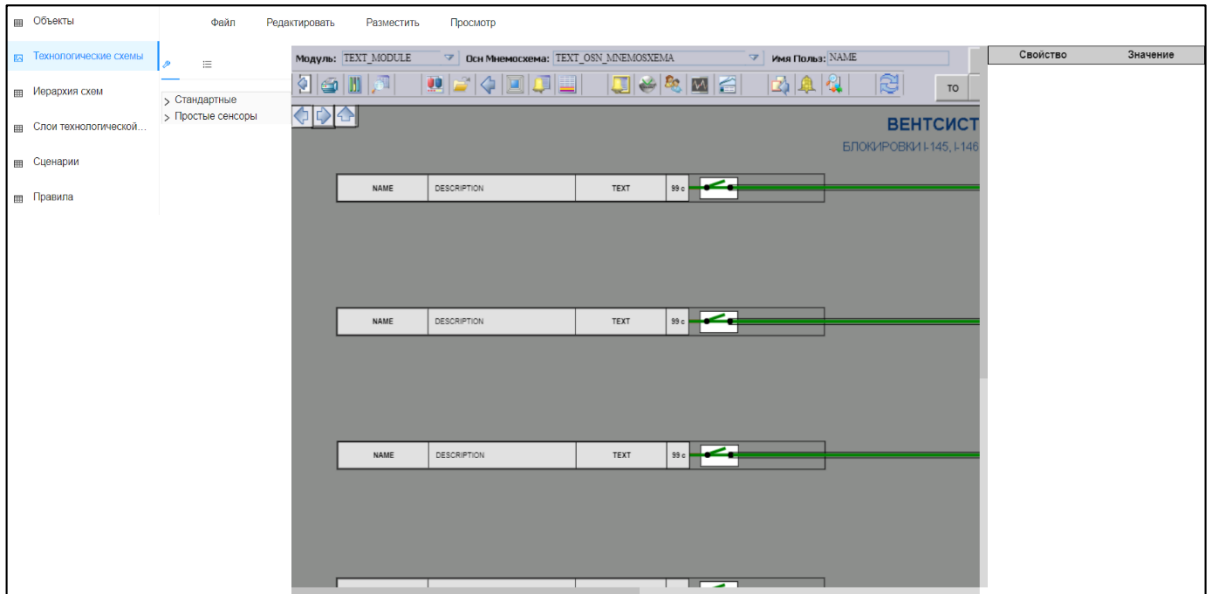 Объекты
Файл Редактировать Разместить Просмотр
Технологические схемы
Модуль: TEXT_MODULE Осн Мнемосхема: TEXT_OSN_MNEMOSXEMA Имя Польз: NAME
Свойство Значение
Иерархия схем
ТО
Стандартные
Простые сенсоры
Слои технологической...
ВЕНТСИСТ
БЛОКИРОВКИ I-145, I-146
Сценарии
Правила
NAME DESCRIPTION TEXT 99 с
NAME DESCRIPTION TEXT 99 с
NAME DESCRIPTION TEXT 99 с